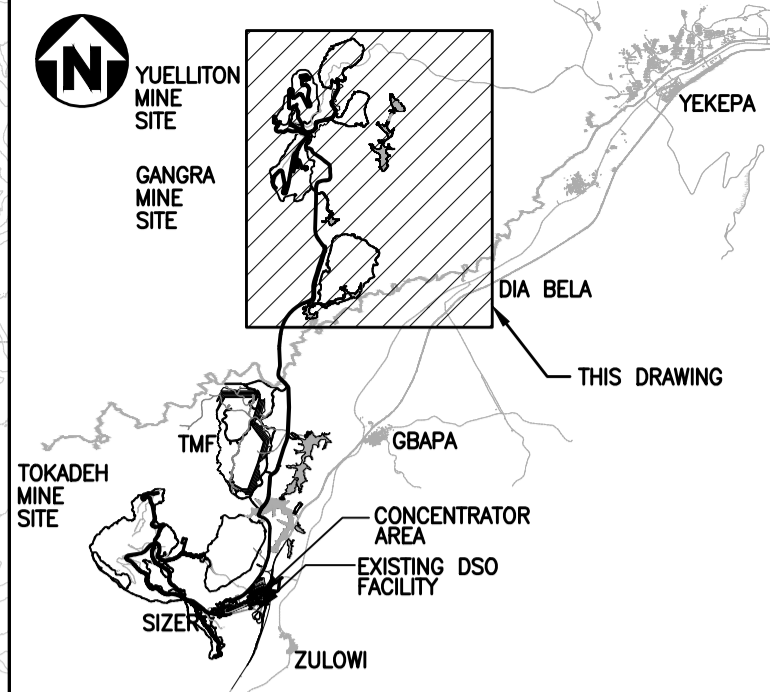 N
YUELLITON
MINE
SITE
YEKEPA
GANGRA
MINE
SITE
DIA BELA
THIS DRAWING
TMF
GBAPA
TOKADEH
MINE
SITE
CONCENTRATOR
AREA
EXISTING DSO
FACILITY
SIZER
ZULOWI